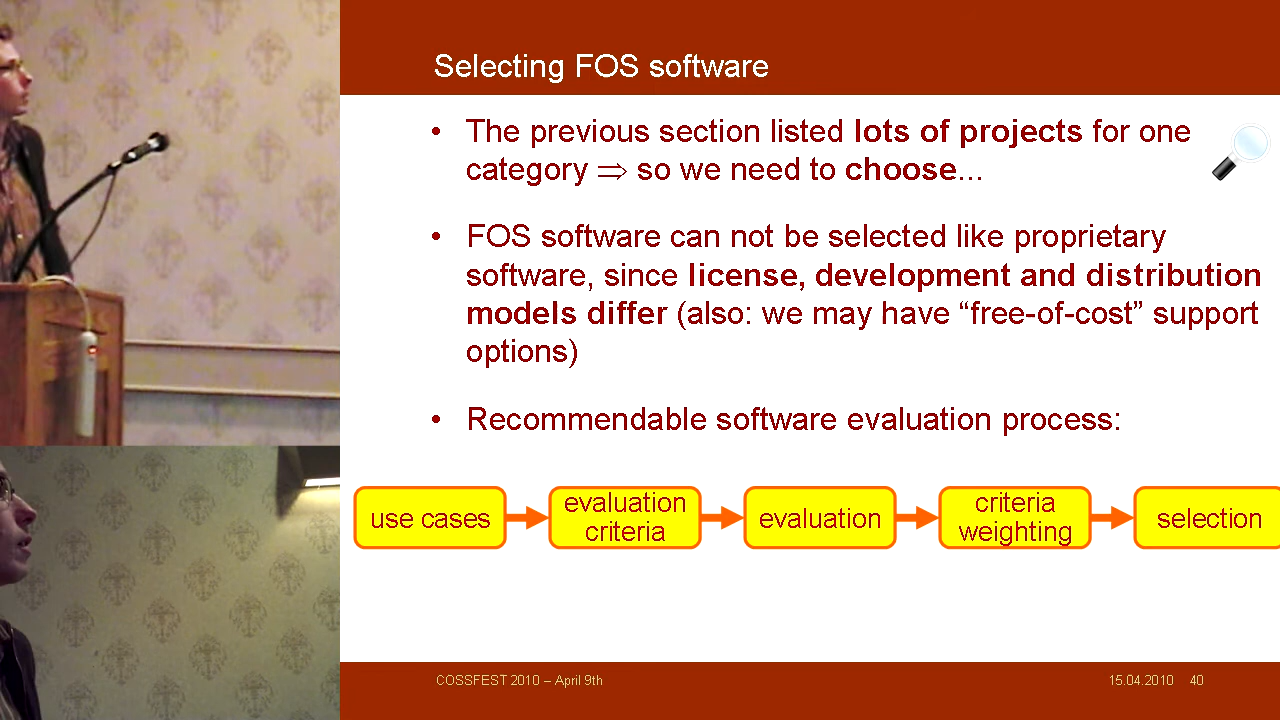 Selecting FOS software
• The previous section listed lots of projects for one
category ⇒ so we need to choose...
• FOS software can not be selected like proprietary
software, since license, development and distribution
models differ (also: we may have “free-of-cost” support
options)
• Recommendable software evaluation process:
use cases
evaluation
criteria
evaluation
criteria
weighting
selection
COSSFEST 2010 – April 9th
15.04.2010 40